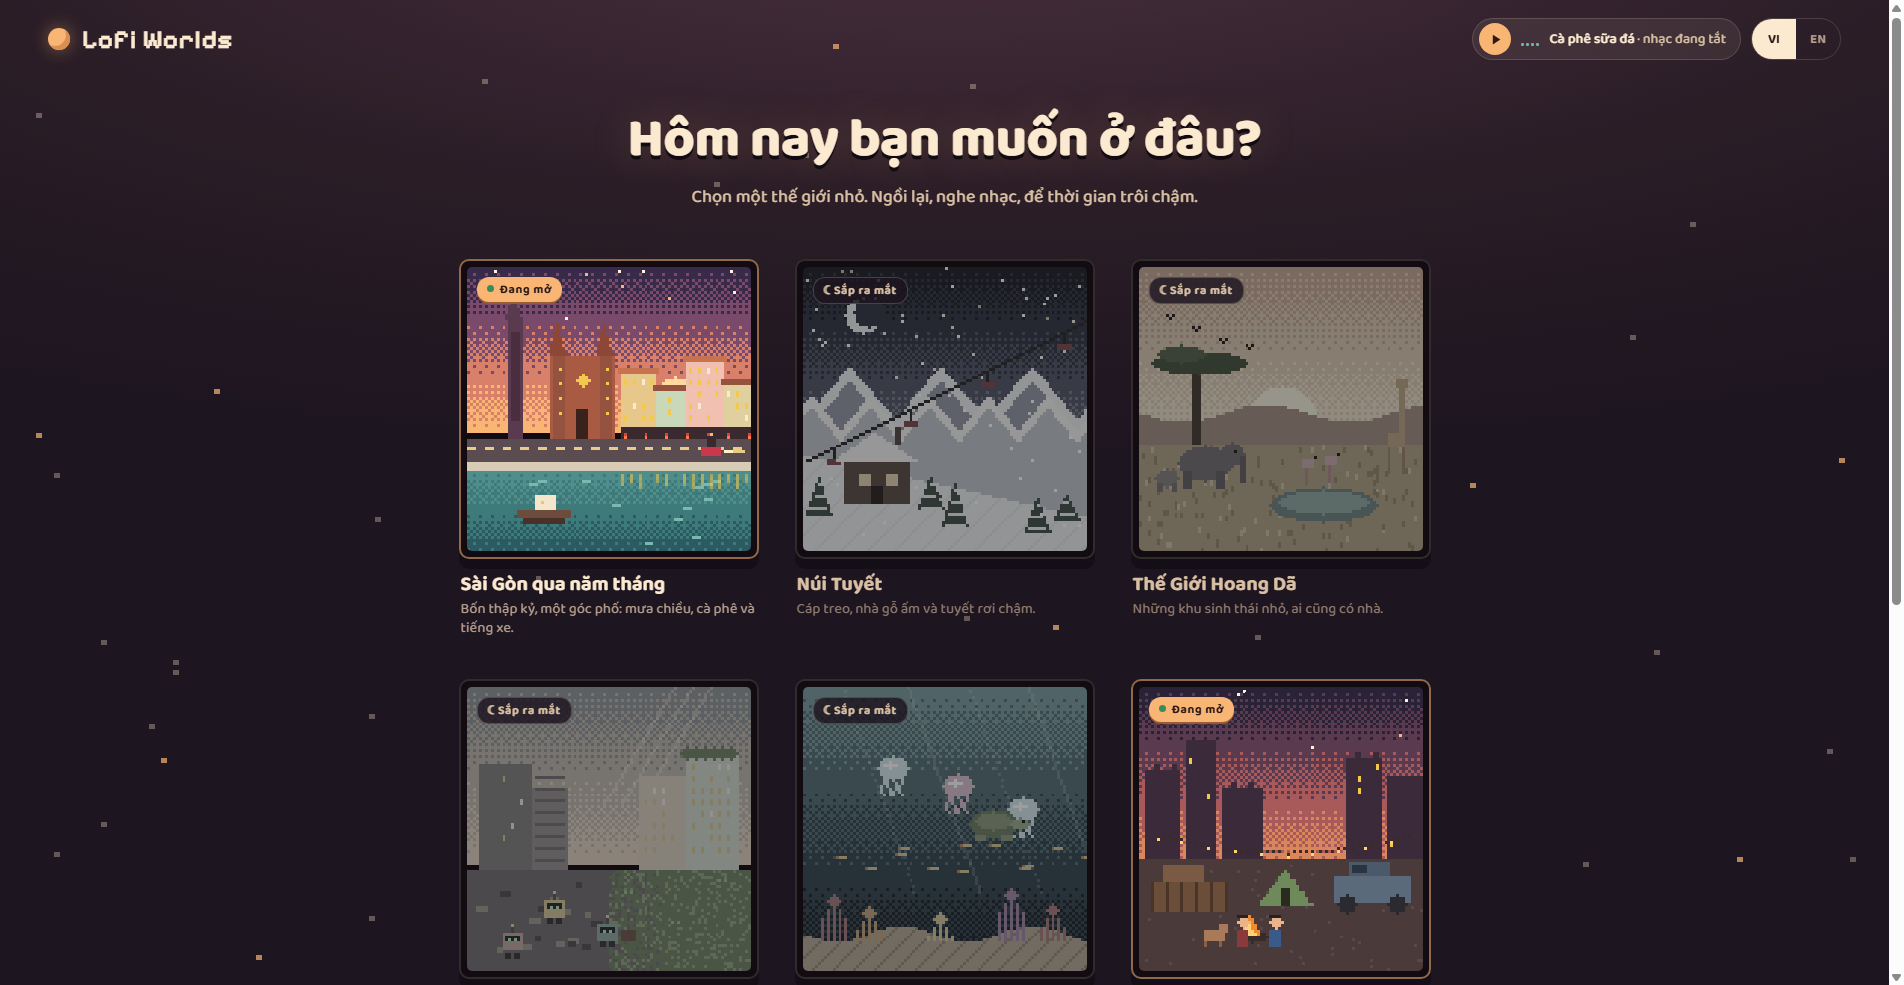 Lofi Worlds
Cà phê sữa đá · nhạc đang tắt
VI
EN
Hôm nay bạn muốn ở đâu?
Chọn một thế giới nhỏ. Ngồi lại, nghe nhạc, để thời gian trôi chậm.
Đang mở
Sắp ra mắt
Sắp ra mắt
Sài Gòn qua năm tháng
Bốn thập kỷ, một góc phố: mưa chiều, cà phê và
tiếng xe.
Núi Tuyết
Cáp treo, nhà gỗ ấm và tuyết rơi chậm.
Thế Giới Hoang Dã
Những khu sinh thái nhỏ, ai cũng có nhà.
Sắp ra mắt
Sắp ra mắt
Đang mở